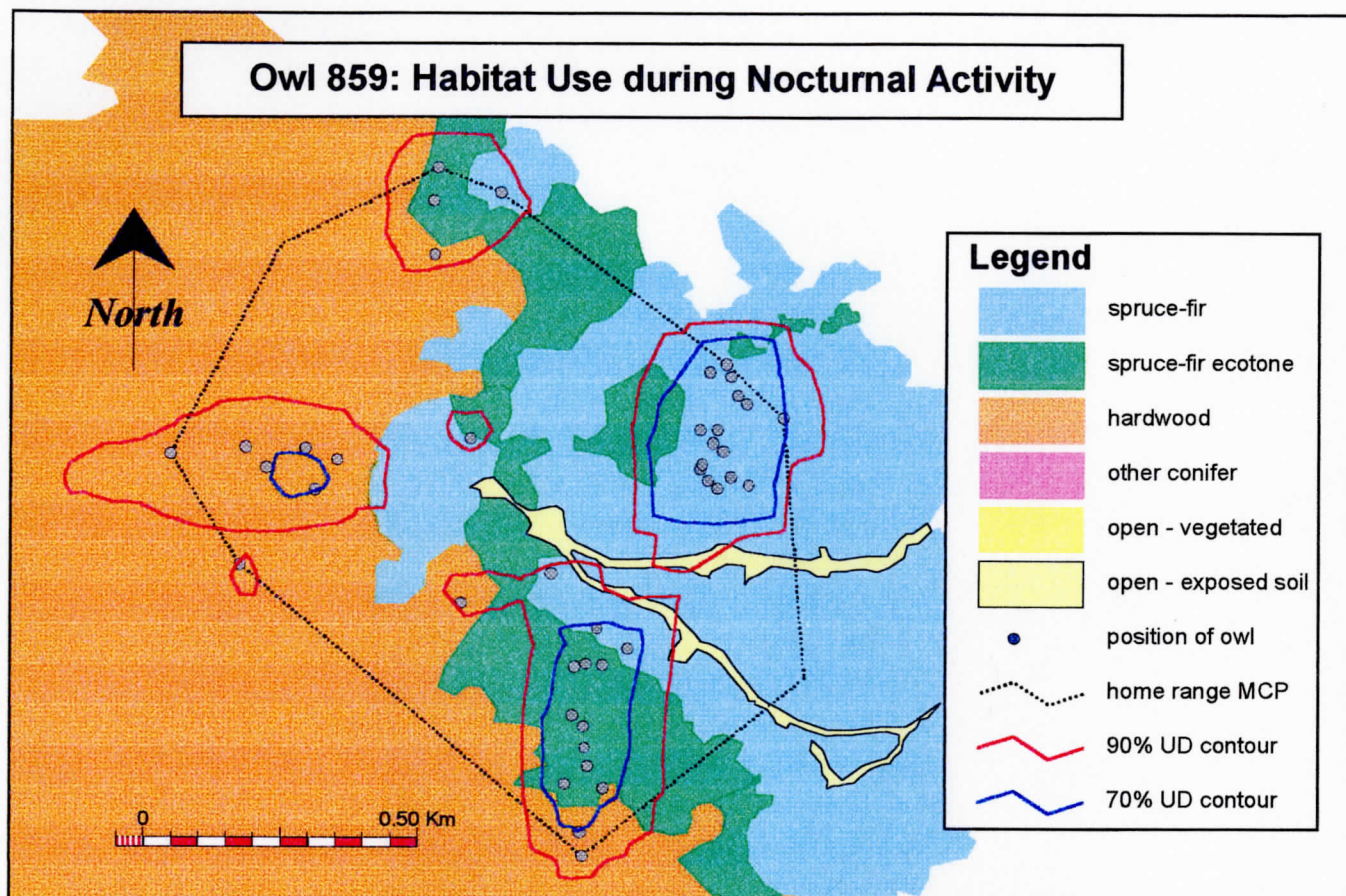 Owl 859: Habitat Use during Nocturnal Activity
North
Legend
spruce-fir
spruce-fir ecotone
hardwood
other conifer
open - vegetated
open - exposed soil
position of owl
home range MCP
90% UD contour
70% UD contour
0 0.50 Km